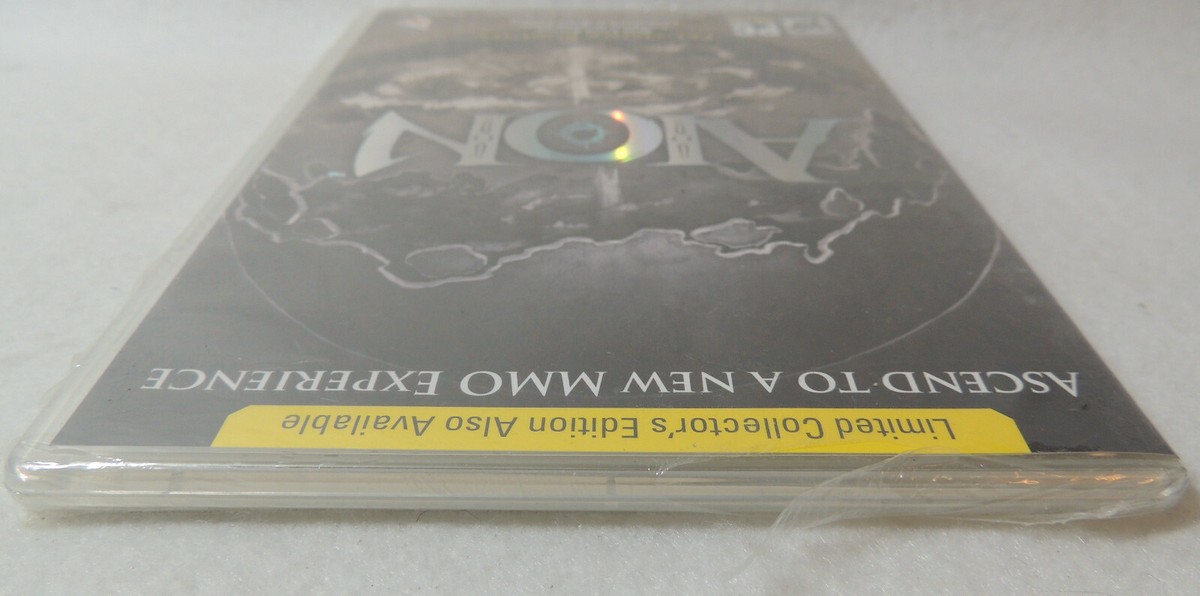 Limited Collector's Edition Also Available
ASCEND TO A NEW MMO EXPERIENCE
AION